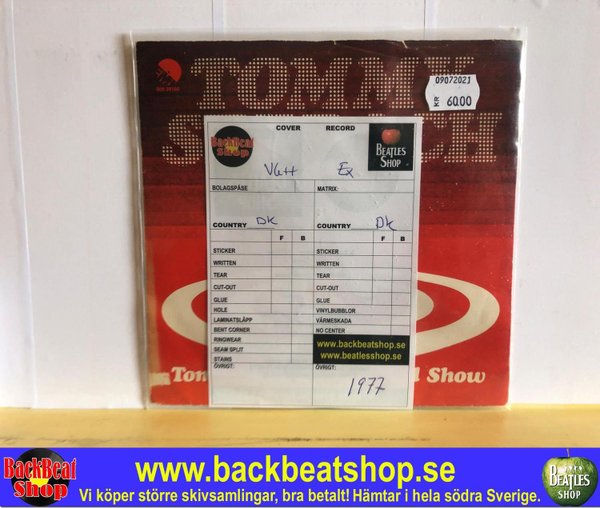 TOMMY
09072021
KR 60.00
BackBeat
Shop
COVER
RECORD
BEATLES
SHOP
VG++
Ex
BOLAGSPÅSE
MATRIX:
COUNTRY DK
COUNTRY DK
F B
F B
STICKER
STICKER
WRITTEN
WRITTEN
TEAR
TEAR
CUT-OUT
CUT-OUT
GLUE
GLUE
HOLE
VINYLBUBBLOR
LAMINATSLÄPP
VÄRMESKADA
BENT CORNER
NO CENTER
RINGWEAR
SEAM SPLIT
STAINS
www.backbeatshop.se
www.beatlesshop.se
ÖVRIGT:
ÖVRIGT:
1977
Show
BackBeat
Shop
www.backbeatshop.se
Vi köper större skivsamlingar, bra betalt! Hämtar i hela södra Sverige.
BEATLES
SHOP